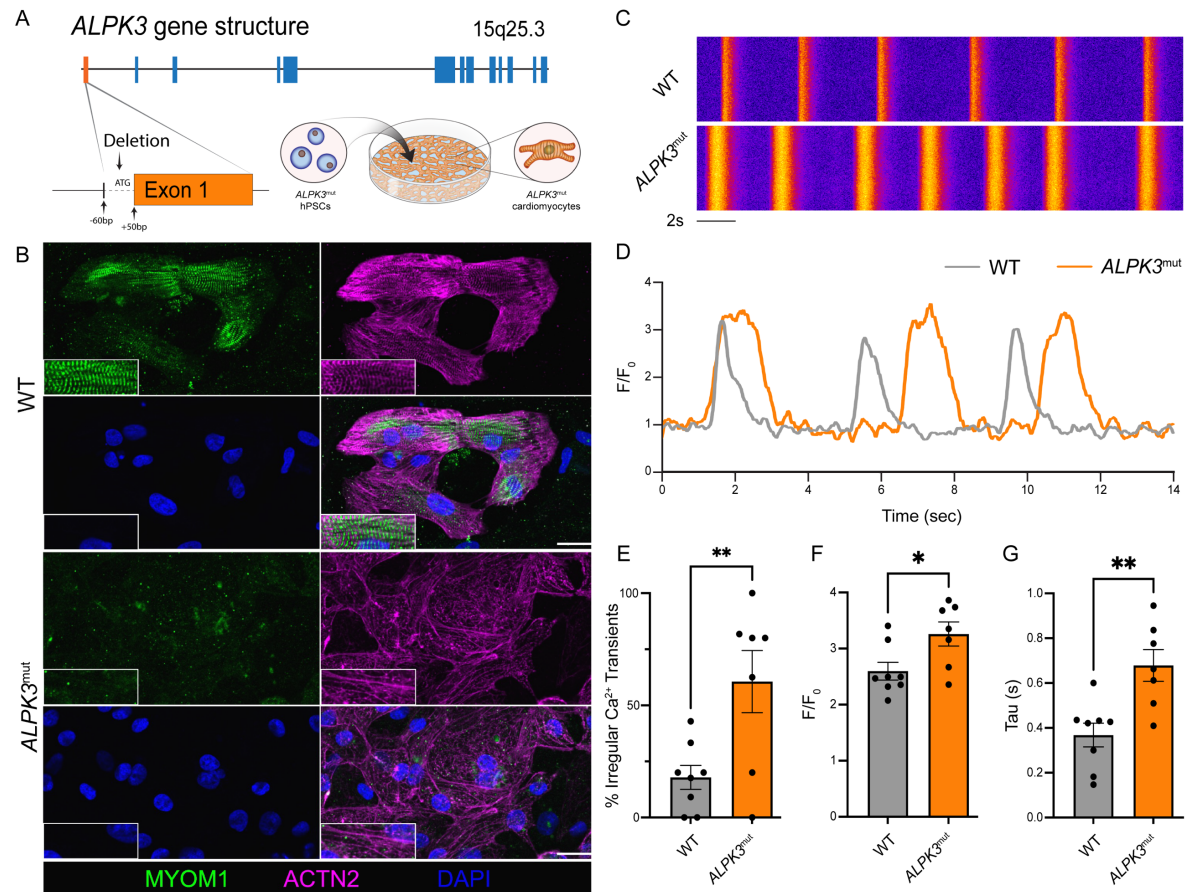 A
ALPK3 gene structure
15q25.3
Deletion
ATG
Exon 1
-60bp
+50bp
ALPK3mut
hPSCs
ALPK3mut
cardiomyocytes
B
WT
ALPK3mut
MYOM1 ACTN2 DAPI
C
WT
ALPK3mut
2s
D
WT ALPK3mut
F/F0
4
3
2
1
0
0 2 4 6 8 10 12 14
Time (sec)
E
**
% Irregular Ca2+ Transients
100
50
0
WT ALPK3mut
F
*
F/F0
4
3
2
1
0
WT ALPK3mut
G
**
Tau (s)
1.0
0.8
0.6
0.4
0.2
0.0
WT ALPK3mut